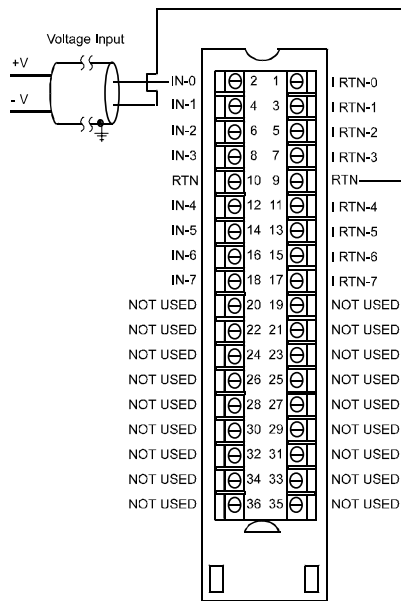 Voltage Input
+V
- V
IN-0 2 1 I RTN-0
IN-1 4 3 I RTN-1
IN-2 6 5 I RTN-2
IN-3 8 7 I RTN-3
RTN 10 9 RTN
IN-4 12 11 I RTN-4
IN-5 14 13 I RTN-5
IN-6 16 15 I RTN-6
IN-7 18 17 I RTN-7
NOT USED 20 19 NOT USED
NOT USED 22 21 NOT USED
NOT USED 24 23 NOT USED
NOT USED 26 25 NOT USED
NOT USED 28 27 NOT USED
NOT USED 30 29 NOT USED
NOT USED 32 31 NOT USED
NOT USED 34 33 NOT USED
NOT USED 36 35 NOT USED